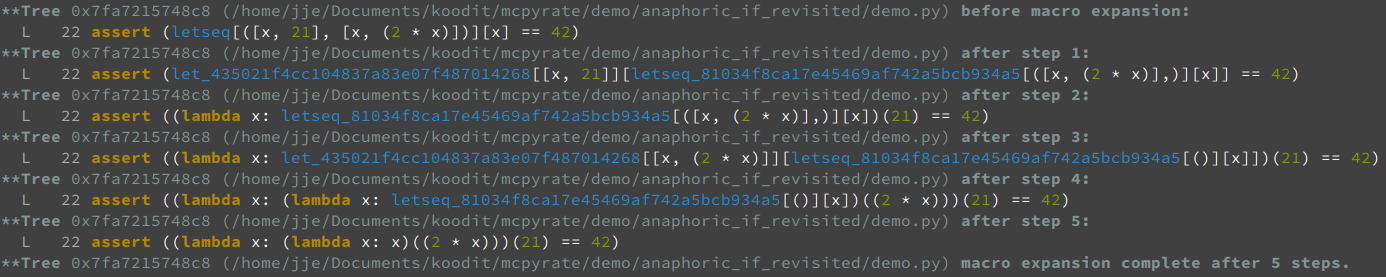 **Tree 0x7fa7215748c8 (/home/jje/Documents/koodit/mcpyrate/demo/anaphoric_if_revisited/demo.py) before macro expansion:
L 22 assert (letseq[([x, 21], [x, (2 * x)])][x] == 42)
**Tree 0x7fa7215748c8 (/home/jje/Documents/koodit/mcpyrate/demo/anaphoric_if_revisited/demo.py) after step 1:
L 22 assert (let_435021f4cc104837a83e07f487014268[[x, 21]][letseq_81034f8ca17e45469af742a5bcb934a5[([x, (2 * x)],)][x]] == 42)
**Tree 0x7fa7215748c8 (/home/jje/Documents/koodit/mcpyrate/demo/anaphoric_if_revisited/demo.py) after step 2:
L 22 assert ((lambda x: letseq_81034f8ca17e45469af742a5bcb934a5[([x, (2 * x)],)][x])(21) == 42)
**Tree 0x7fa7215748c8 (/home/jje/Documents/koodit/mcpyrate/demo/anaphoric_if_revisited/demo.py) after step 3:
L 22 assert ((lambda x: let_435021f4cc104837a83e07f487014268[[x, (2 * x)]][letseq_81034f8ca17e45469af742a5bcb934a5[()][x]])(21) == 42)
**Tree 0x7fa7215748c8 (/home/jje/Documents/koodit/mcpyrate/demo/anaphoric_if_revisited/demo.py) after step 4:
L 22 assert ((lambda x: (lambda x: letseq_81034f8ca17e45469af742a5bcb934a5[()][x])((2 * x)))(21) == 42)
**Tree 0x7fa7215748c8 (/home/jje/Documents/koodit/mcpyrate/demo/anaphoric_if_revisited/demo.py) after step 5:
L 22 assert ((lambda x: (lambda x: x)((2 * x)))(21) == 42)
**Tree 0x7fa7215748c8 (/home/jje/Documents/koodit/mcpyrate/demo/anaphoric_if_revisited/demo.py) macro expansion complete after 5 steps.